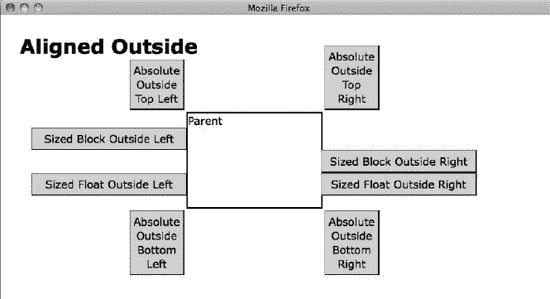 Mozilla Firefox
Aligned Outside
Absolute
Outside
Top Left
Absolute
Outside
Top
Right
Parent
Sized Block Outside Left
Sized Block Outside Right
Sized Float Outside Left
Sized Float Outside Right
Absolute
Outside
Bottom
Left
Absolute
Outside
Bottom
Right